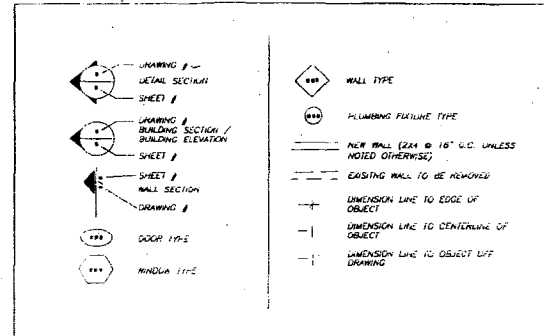 DRAWING #
DETAIL SECTION
SHEET #
DRAWING #
BUILDING SECTION /
BUILDING ELEVATION
SHEET #
SHEET #
WALL SECTION
DRAWING #
DOOR TYPE
WINDOW TYPE
WALL TYPE
PLUMBING FIXTURE TYPE
NEW WALL (2X4 @ 16" O.C. UNLESS
NOTED OTHERWISE)
EXISITNG WALL TO BE REMOVED
DIMENSION LINE TO EDGE OF
OBJECT
DIMENSION LINE TO CENTERLINE OF
OBJECT
DIMENSION LINE TO OBJECT OFF
DRAWING